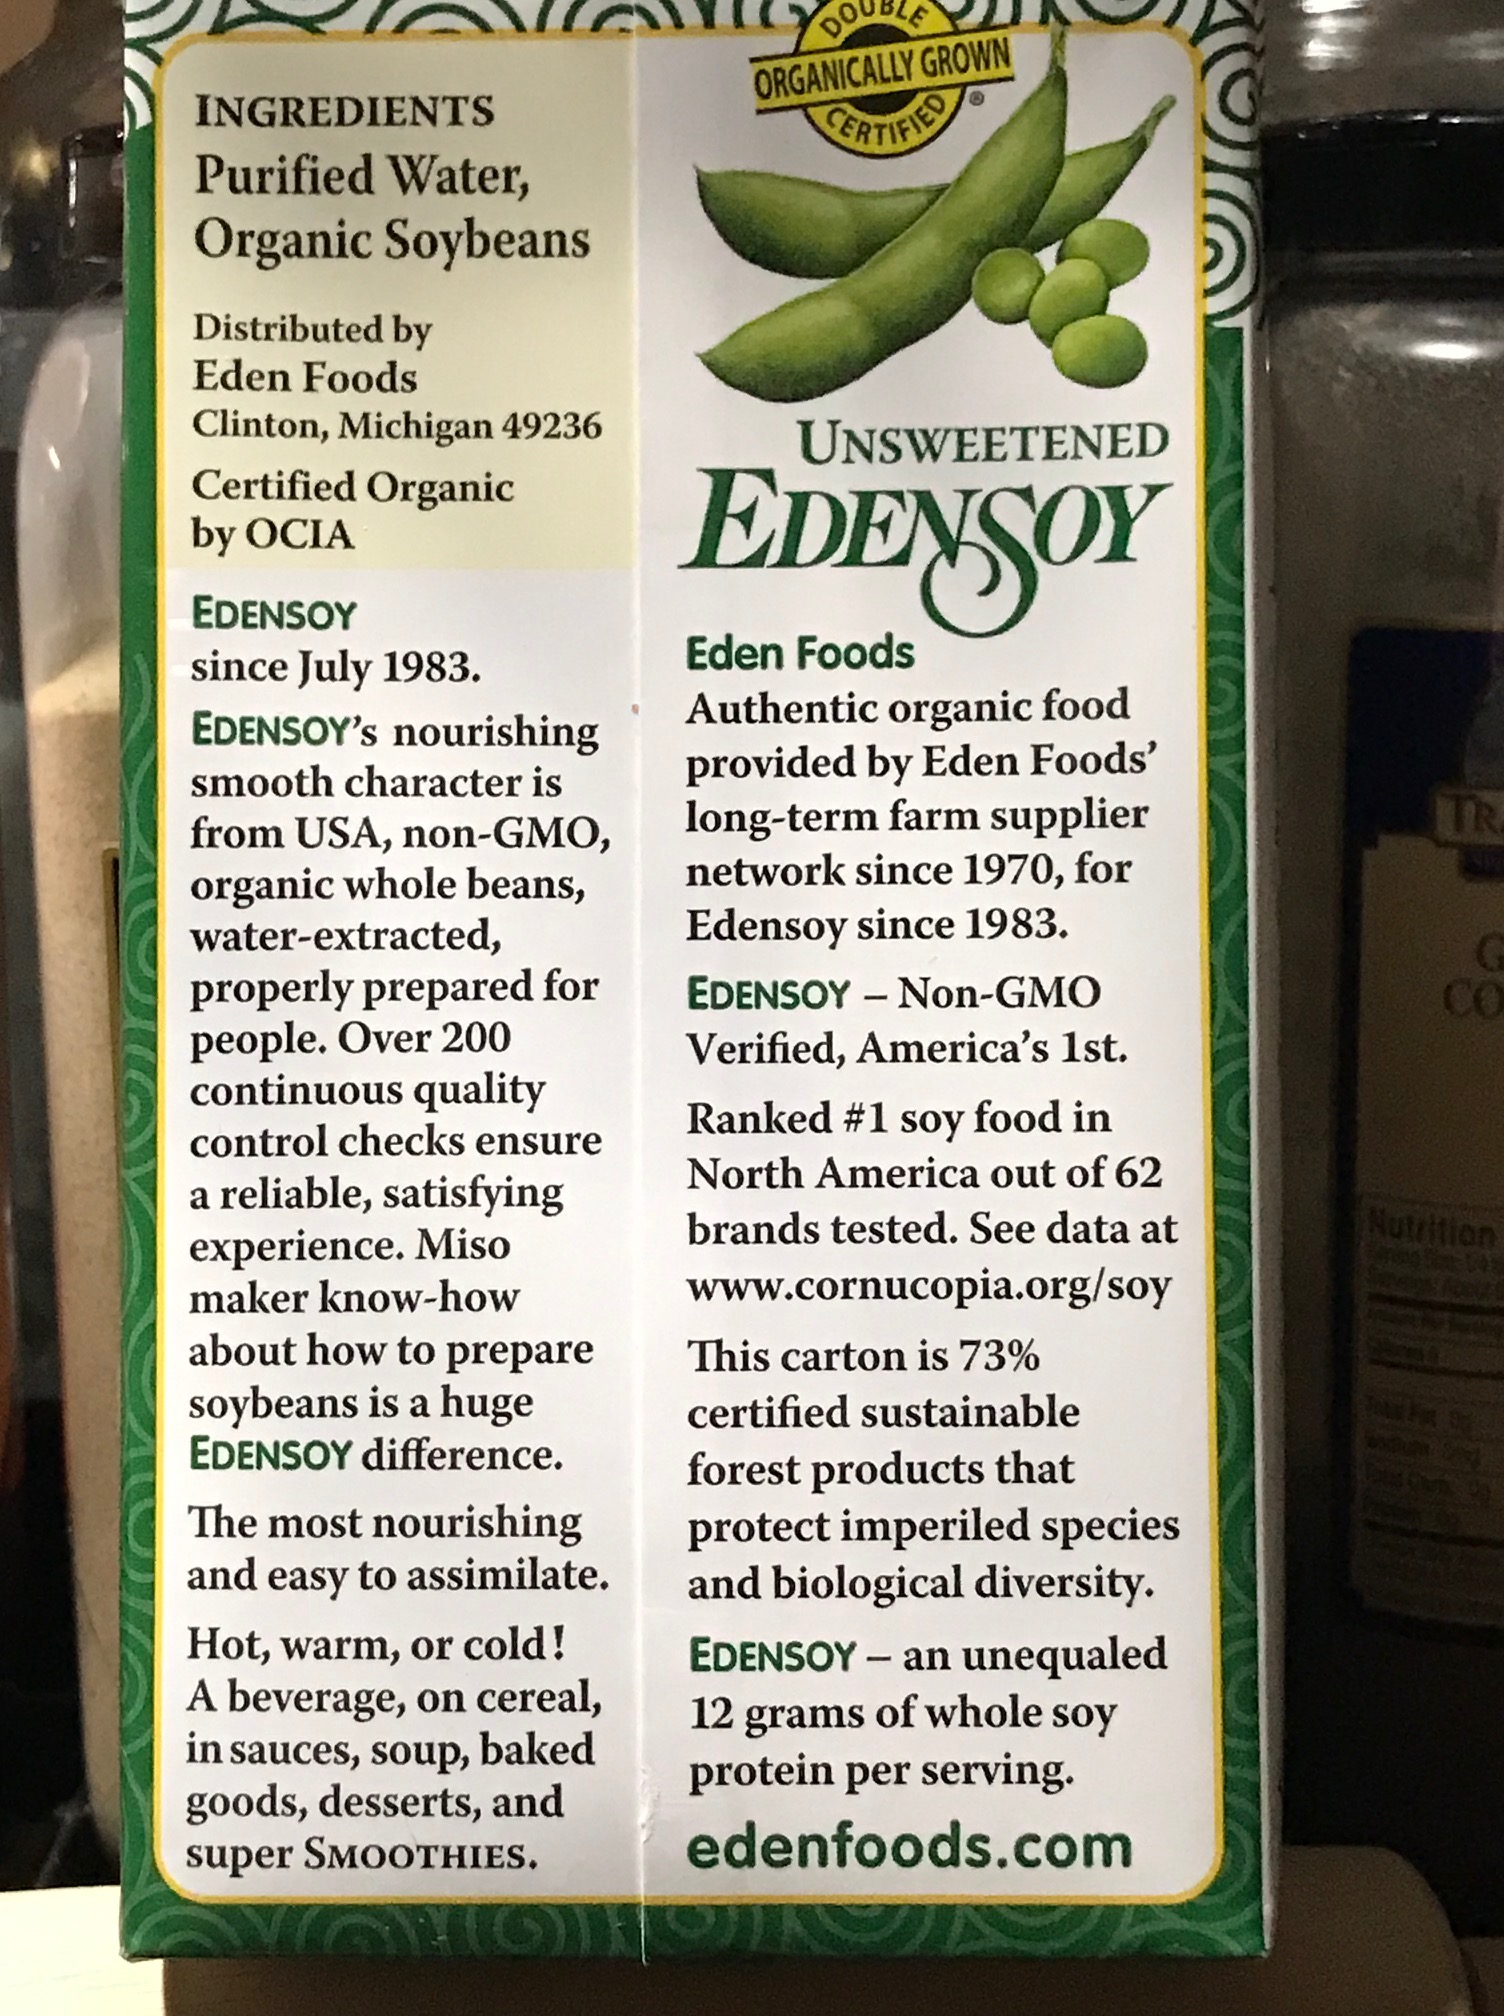 INGREDIENTS
Purified Water,
Organic Soybeans
Distributed by
Eden Foods
Clinton, Michigan 49236
Certified Organic
by OCIA
EDENSOY
since July 1983.
EDENSOY's nourishing
smooth character is
from USA, non-GMO,
organic whole beans,
water-extracted,
properly prepared for
people. Over 200
continuous quality
control checks ensure
a reliable, satisfying
experience. Miso
maker know-how
about how to prepare
soybeans is a huge
EDENSOY difference.
The most nourishing
and easy to assimilate.
Hot, warm, or cold!
A beverage, on cereal,
in sauces, soup, baked
goods, desserts, and
super SMOOTHIES.
DOUBLE
ORGANICALLY GROWN
CERTIFIED
®
UNSWEETENED
EDENSOY
Eden Foods
Authentic organic food
provided by Eden Foods’
long-term farm supplier
network since 1970, for
Edensoy since 1983.
EDENSOY – Non-GMO
Verified, America’s 1st.
Ranked #1 soy food in
North America out of 62
brands tested. See data at
www.cornucopia.org/soy
This carton is 73%
certified sustainable
forest products that
protect imperiled species
and biological diversity.
EDENSOY – an unequaled
12 grams of whole soy
protein per serving.
edenfoods.com
Nutrition